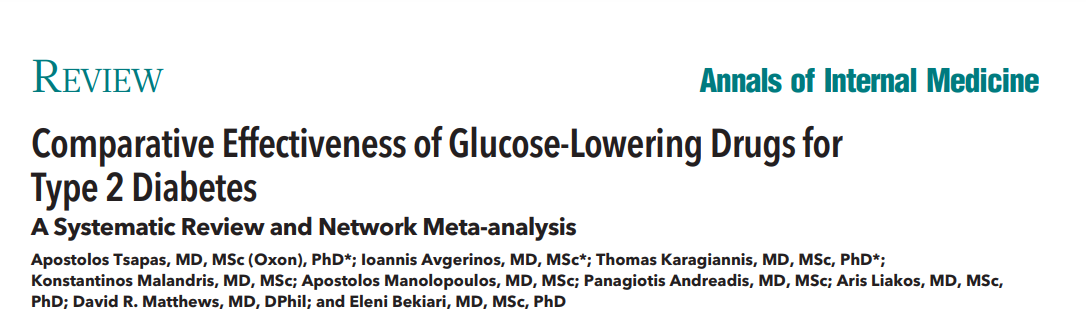 REVIEW
Annals of Internal Medicine
Comparative Effectiveness of Glucose-Lowering Drugs for
Type 2 Diabetes
A Systematic Review and Network Meta-analysis
Apostolos Tsapas, MD, MSc (Oxon), PhD*; Ioannis Avgerinos, MD, MSc*; Thomas Karagiannis, MD, MSc, PhD*;
Konstantinos Malandris, MD, MSc; Apostolos Manolopoulos, MD, MSc; Panagiotis Andreadis, MD, MSc; Aris Liakos, MD, MSc,
PhD; David R. Matthews, MD, DPhil; and Eleni Bekiari, MD, MSc, PhD